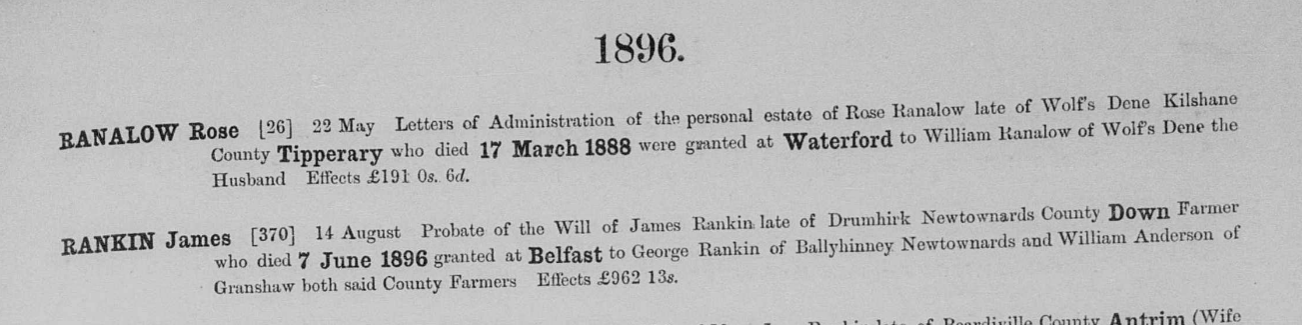 1896.
RANALOW Rose [26] 22 May Letters of Administration of the personal estate of Rose Ranalow late of Wolf's Dene Kilshane
County Tipperary who died 17 March 1888 were granted at Waterford to William Ranalow of Wolf's Dene the
Husband Effects £191 0s. 6d.
RANKIN James [370] 14 August Probate of the Will of James Rankin late of Drumhirk Newtownards County Down Farmer
who died 7 June 1896 granted at Belfast to George Rankin of Ballyhinney Newtownards and William Anderson of
Granshaw both said County Farmers Effects £962 13s.
late of Beardiville County Antrim (Wife